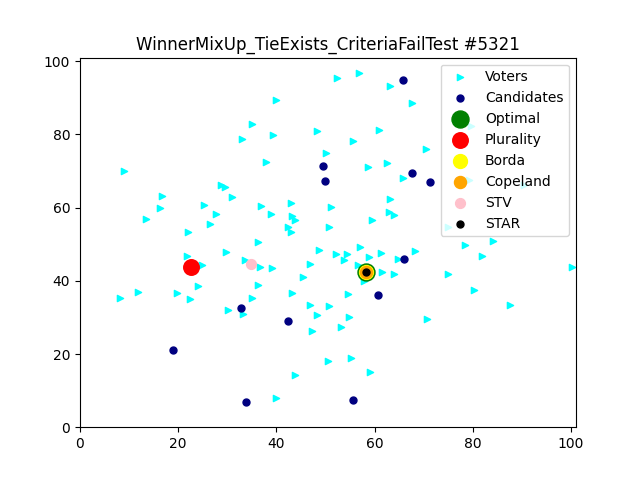 WinnerMixUp_TieExists_CriteriaFailTest #5321
100
80
60
40
20
0
0
20
40
60
80
100
Voters
Candidates
Optimal
Plurality
Borda
Copeland
STV
STAR